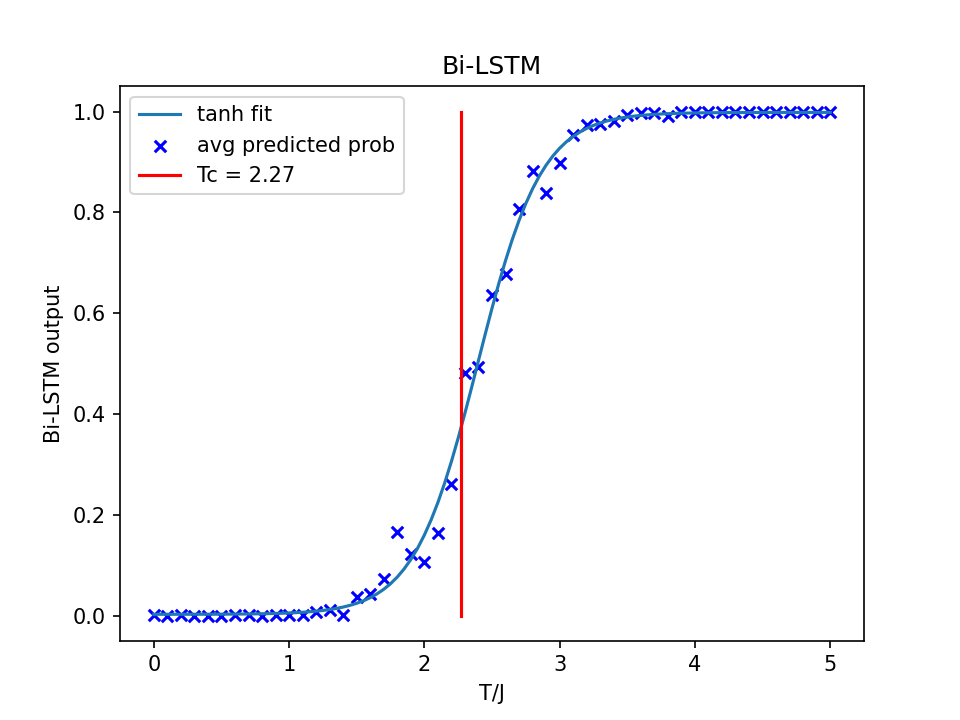 Bi-LSTM
tanh fit
avg predicted prob
Tc = 2.27
1.0
0.8
0.6
0.4
0.2
0.0
Bi-LSTM output
0 1 2 3 4 5
T/J